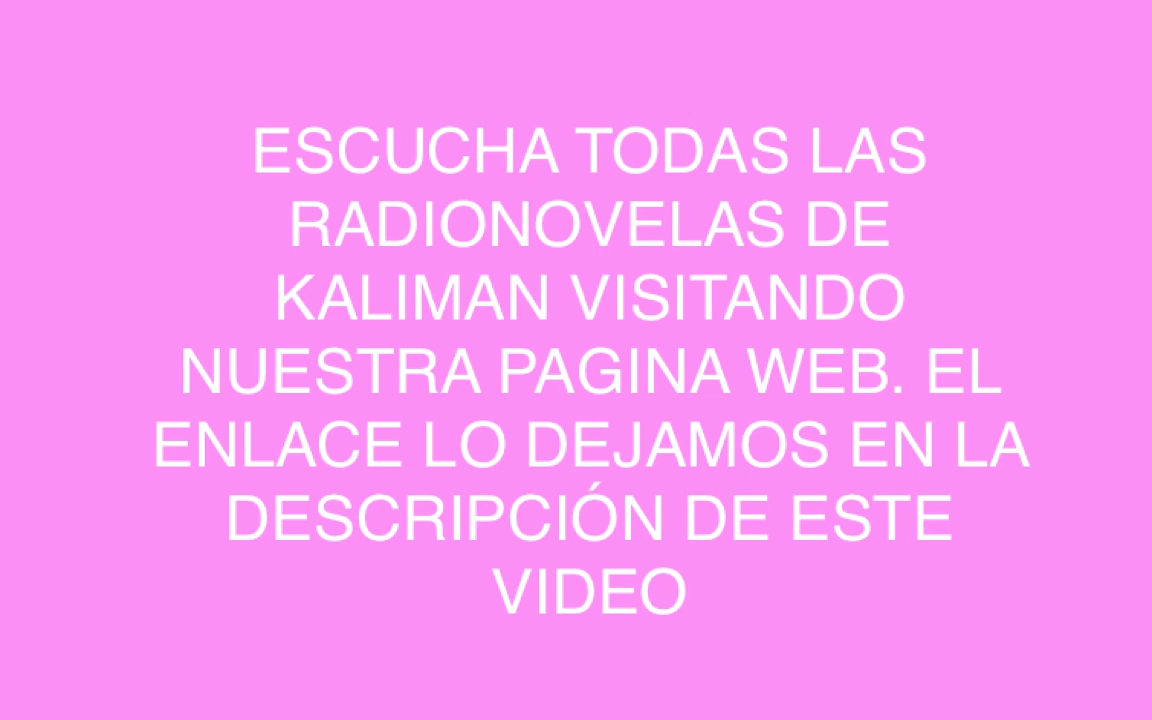 ESCUCHA TODAS LAS
RADIONOVELAS DE
KALIMAN VISITANDO
NUESTRA PAGINA WEB. EL
ENLACE LO DEJAMOS EN LA
DESCRIPCIÓN DE ESTE
VIDEO